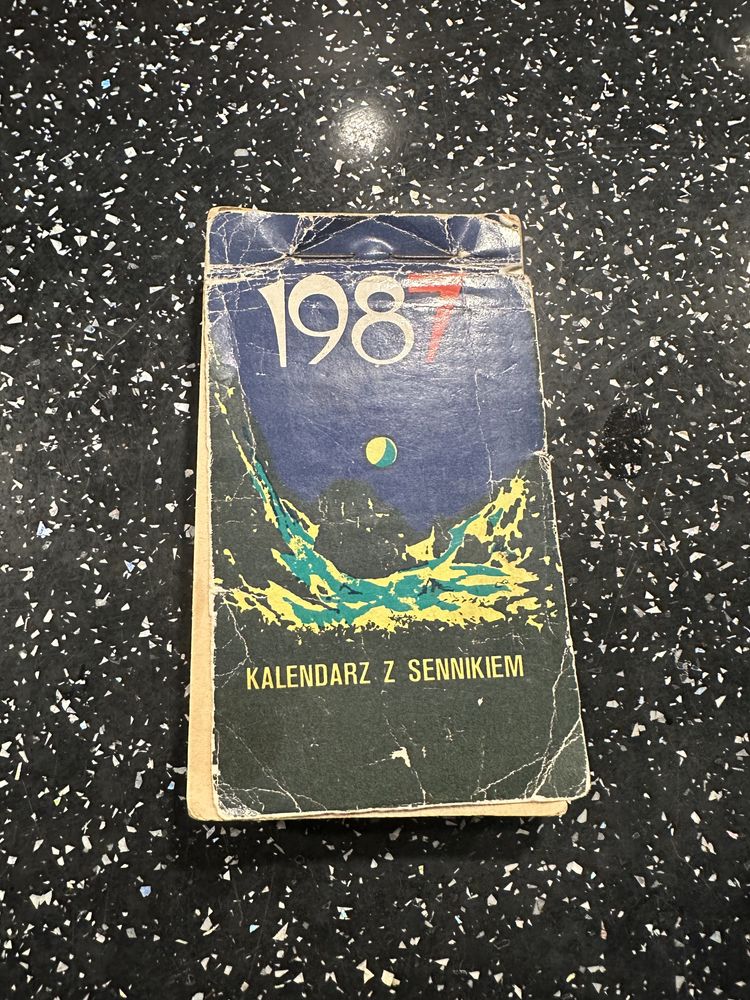 1987
KALENDARZ Z SENNIKIEM